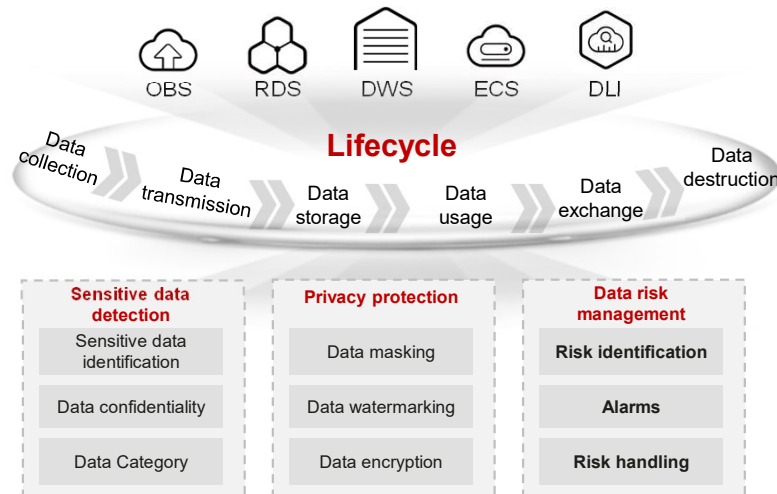 OBS
RDS
DWS
ECS
DLI
Lifecycle
Data
collection
Data
transmission
Data
storage
Data
usage
Data
exchange
Data
destruction
Sensitive data
detection
Sensitive data
identification
Data confidentiality
Data Category
Privacy protection
Data masking
Data watermarking
Data encryption
Data risk
management
Risk identification
Alarms
Risk handling